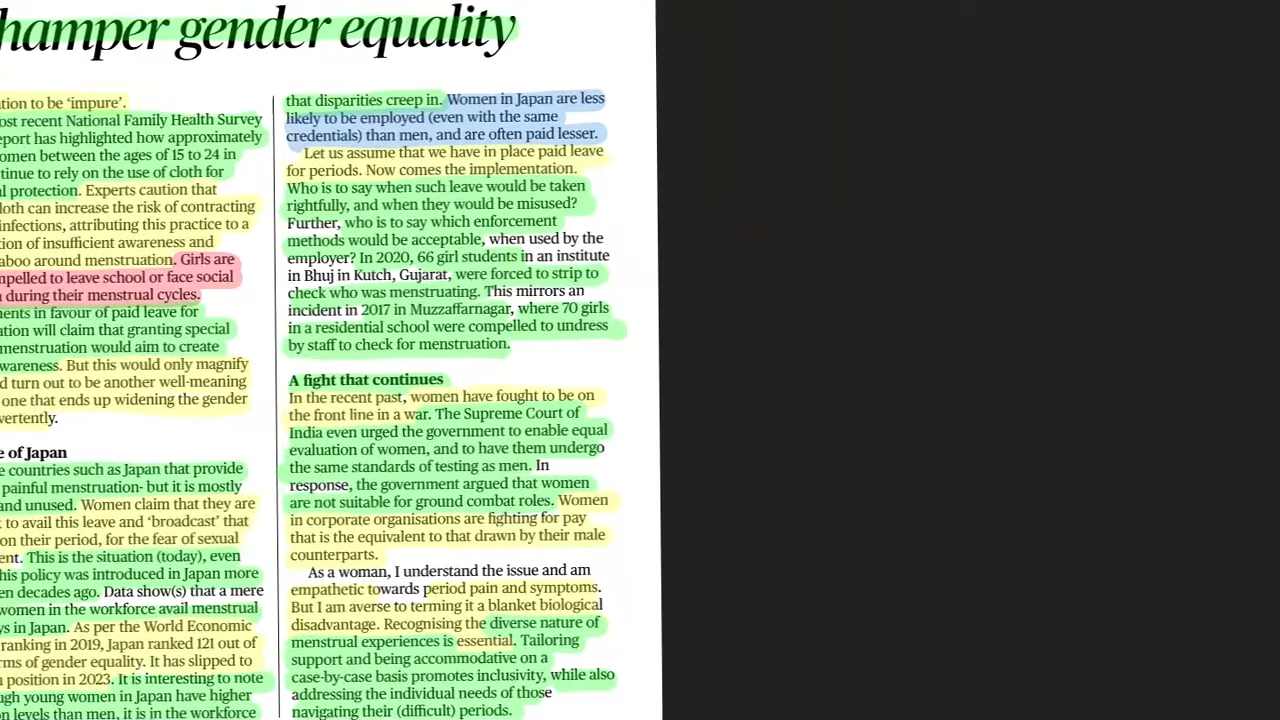 hamper gender equality
tion to be 'impure'.
ost recent National Family Health Survey
eport has highlighted how approximately
omen between the ages of 15 to 24 in
tinue to rely on the use of cloth for
al protection. Experts caution that
loth can increase the risk of contracting
infections, attributing this practice to a
tion of insufficient awareness and
aboo around menstruation. Girls are
mpelled to leave school or face social
n during their menstrual cycles.
ents in favour of paid leave for
ation will claim that granting special
menstruation would aim to create
wareness. But this would only magnify
d turn out to be another well-meaning
one that ends up widening the gender
vertently.
e of Japan
e countries such as Japan that provide
painful menstruation- but it is mostly
and unused. Women claim that they are
t to avail this leave and 'broadcast' that
on their period, for the fear of sexual
ent. This is the situation (today), even
his policy was introduced in Japan more
en decades ago. Data show(s) that a mere
women in the workforce avail menstrual
ys in Japan. As per the World Economic
ranking in 2019, Japan ranked 121 out of
rms of gender equality. It has slipped to
n position in 2023. It is interesting to note
ugh young women in Japan have higher
n levels than men, it is in the workforce
that disparities creep in. Women in Japan are less
likely to be employed (even with the same
credentials) than men, and are often paid lesser.
Let us assume that we have in place paid leave
for periods. Now comes the implementation.
Who is to say when such leave would be taken
rightfully, and when they would be misused?
Further, who is to say which enforcement
methods would be acceptable, when used by the
employer? In 2020, 66 girl students in an institute
in Bhuj in Kutch, Gujarat, were forced to strip to
check who was menstruating. This mirrors an
incident in 2017 in Muzzaffarnagar, where 70 girls
in a residential school were compelled to undress
by staff to check for menstruation.
A fight that continues
In the recent past, women have fought to be on
the front line in a war. The Supreme Court of
India even urged the government to enable equal
evaluation of women, and to have them undergo
the same standards of testing as men. In
response, the government argued that women
are not suitable for ground combat roles. Women
in corporate organisations are fighting for pay
that is the equivalent to that drawn by their male
counterparts.
As a woman, I understand the issue and am
empathetic towards period pain and symptoms.
But I am averse to terming it a blanket biological
disadvantage. Recognising the diverse nature of
menstrual experiences is essential. Tailoring
support and being accommodative on a
case-by-case basis promotes inclusivity, while also
addressing the individual needs of those
navigating their (difficult) periods.